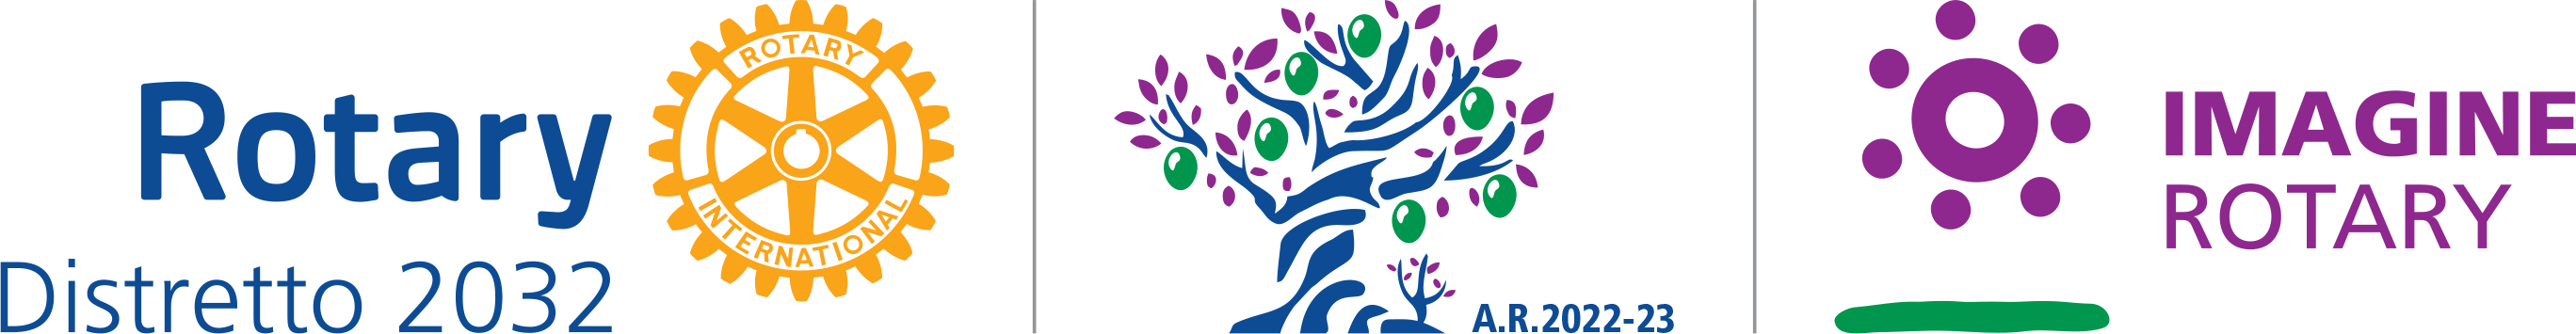 Rotary
Distretto 2032
ROTARY
INTERNATIONAL
A.R.2022-23
IMAGINE
ROTARY